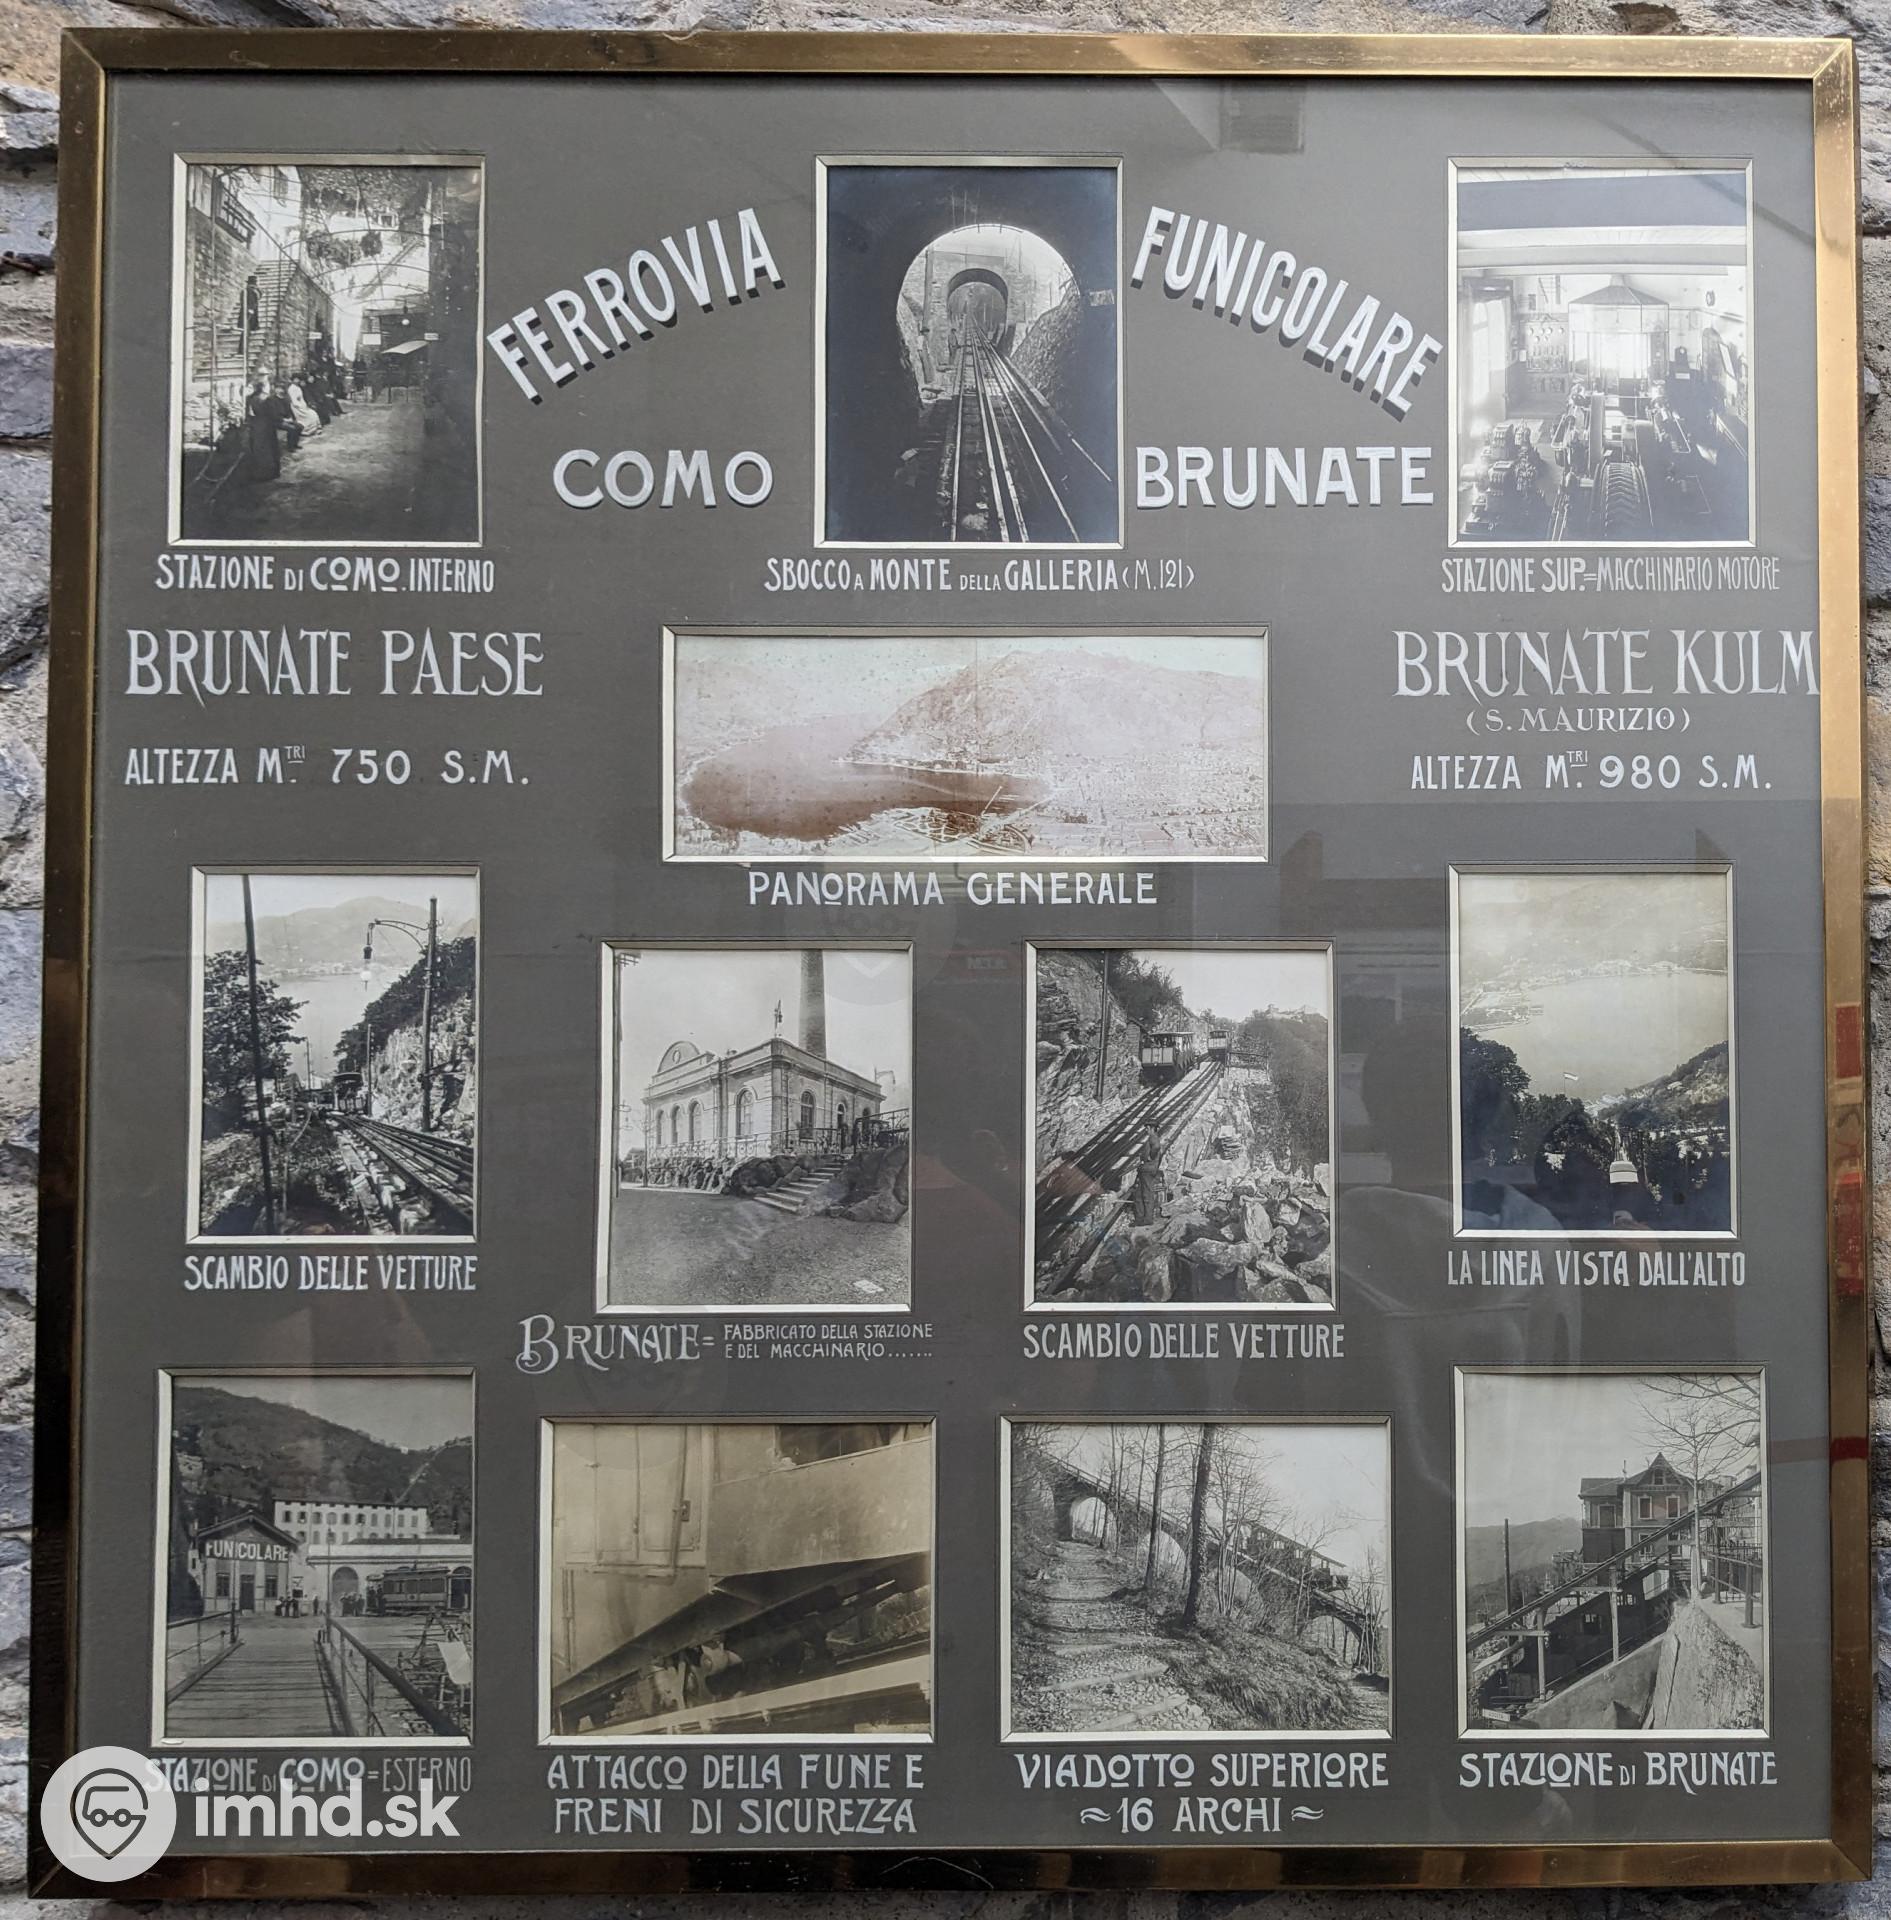 FERROVIA
FUNICOLARE
COMO
BRUNATE
STAZIONE DI COMO.INTERNO
SBOCCO A MONTE DELLA GALLERIA (M.121)
STAZIONE SUP.=MACCHINARIO MOTORE
BRUNATE PAESE
ALTEZZA MTRI. 750 S.M.
BRUNATE KULM
(S. MAURIZIO)
ALTEZZA MTRI. 980 S.M.
PANORAMA GENERALE
SCAMBIO DELLE VETTURE
BRUNATE= FABBRICATO DELLA STAZIONE
E DEL MACCHINARIO.......
SCAMBIO DELLE VETTURE
LA LINEA VISTA DALL'ALTO
FUNICOLARE
STAZIONE DI COMO=ESTERNO
ATTACCO DELLA FUNE E
FRENI DI SICUREZZA
VIADOTTO SUPERIORE
~16 ARCHI~
STAZIONE DI BRUNATE
imhd.sk